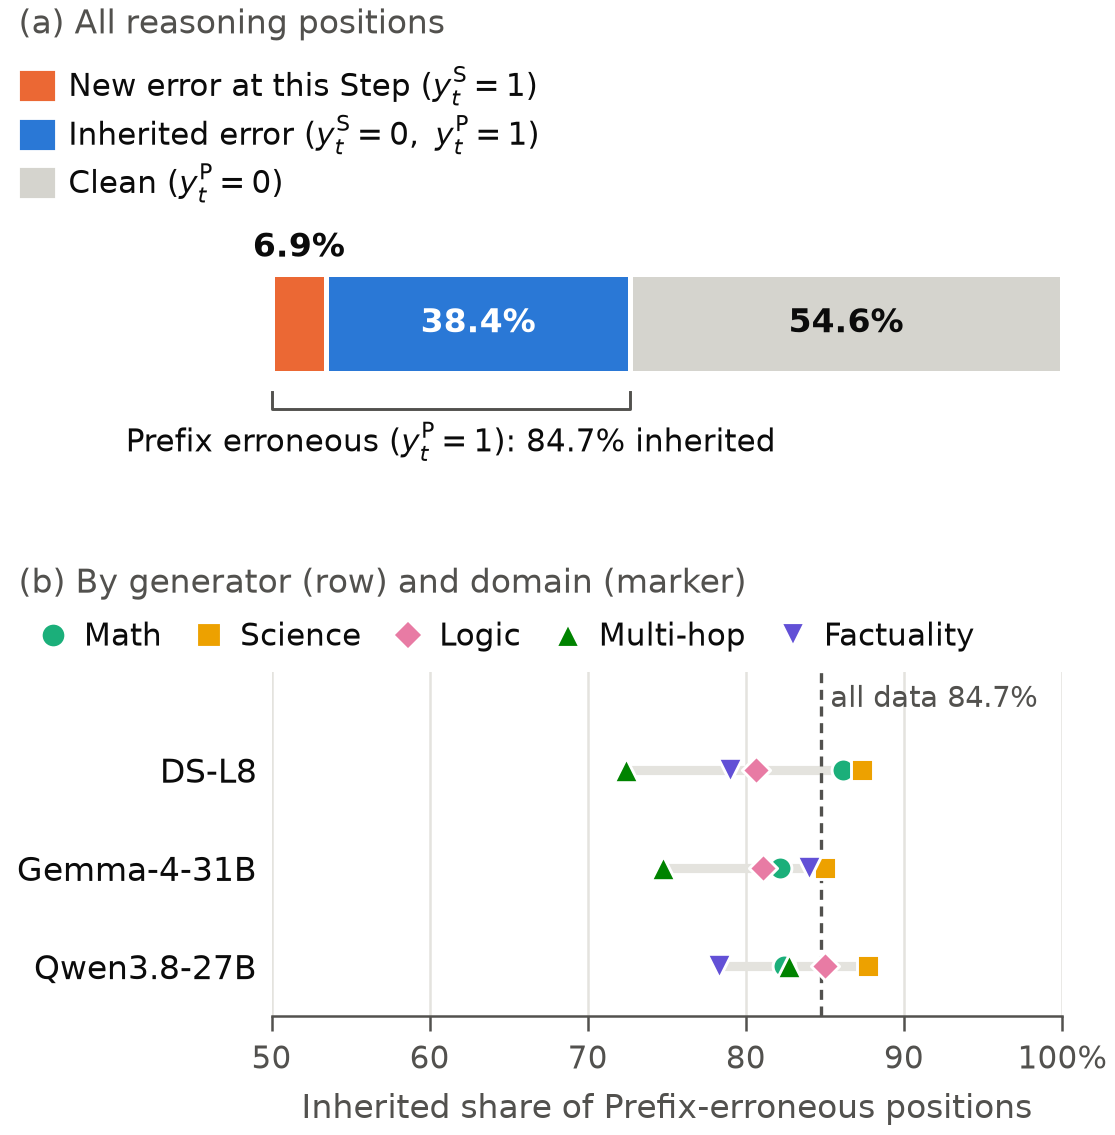 (a) All reasoning positions
New error at this Step (y_t^S = 1)
Inherited error (y_t^S = 0, y_t^P = 1)
Clean (y_t^P = 0)
6.9%
38.4%
54.6%
Prefix erroneous (y_t^P = 1): 84.7% inherited
(b) By generator (row) and domain (marker)
Math Science Logic Multi-hop Factuality
all data 84.7%
DS-L8
Gemma-4-31B
Qwen3.8-27B
50 60 70 80 90 100%
Inherited share of Prefix-erroneous positions